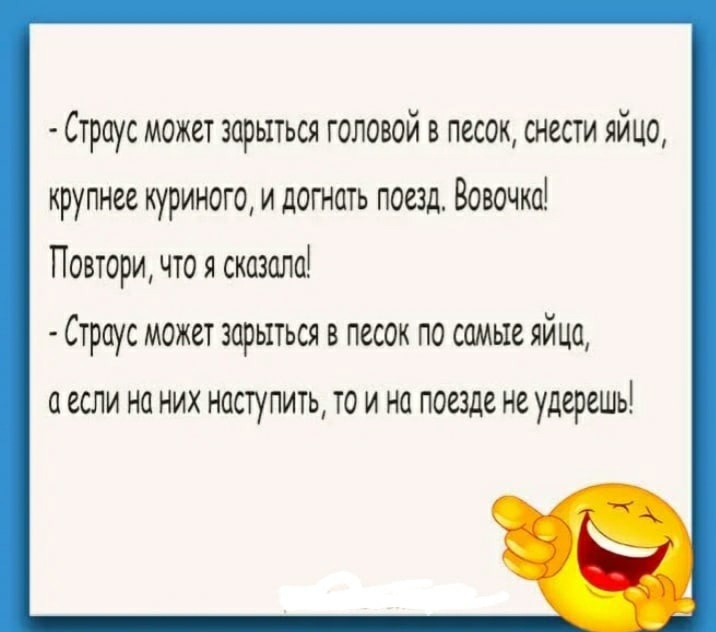 - Страус может зарыться головой в песок, снести яйцо,
крупнее куриного, и догнать поезд. Вовочка!
Повтори, что я сказала!
- Страус может зарыться в песок по самые яйца,
а если на них наступить, то и на поезде не удерешь!